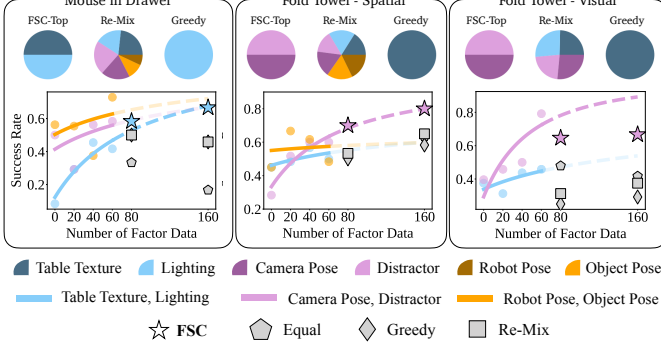 Mouse in Drawer
Fold Tower - Spatial
Fold Tower - Visual
FSC-Top Re-Mix Greedy
FSC-Top Re-Mix Greedy
FSC-Top Re-Mix Greedy
Success Rate
0.6
0.4
0.2
0 20 40 60 80 160
Number of Factor Data
0.8
0.6
0.4
0.2
0 20 40 60 80 160
Number of Factor Data
0.8
0.6
0.4
0 20 40 60 80 160
Number of Factor Data
Table Texture Lighting Camera Pose Distractor Robot Pose Object Pose
Table Texture, Lighting Camera Pose, Distractor Robot Pose, Object Pose
FSC Equal Greedy Re-Mix